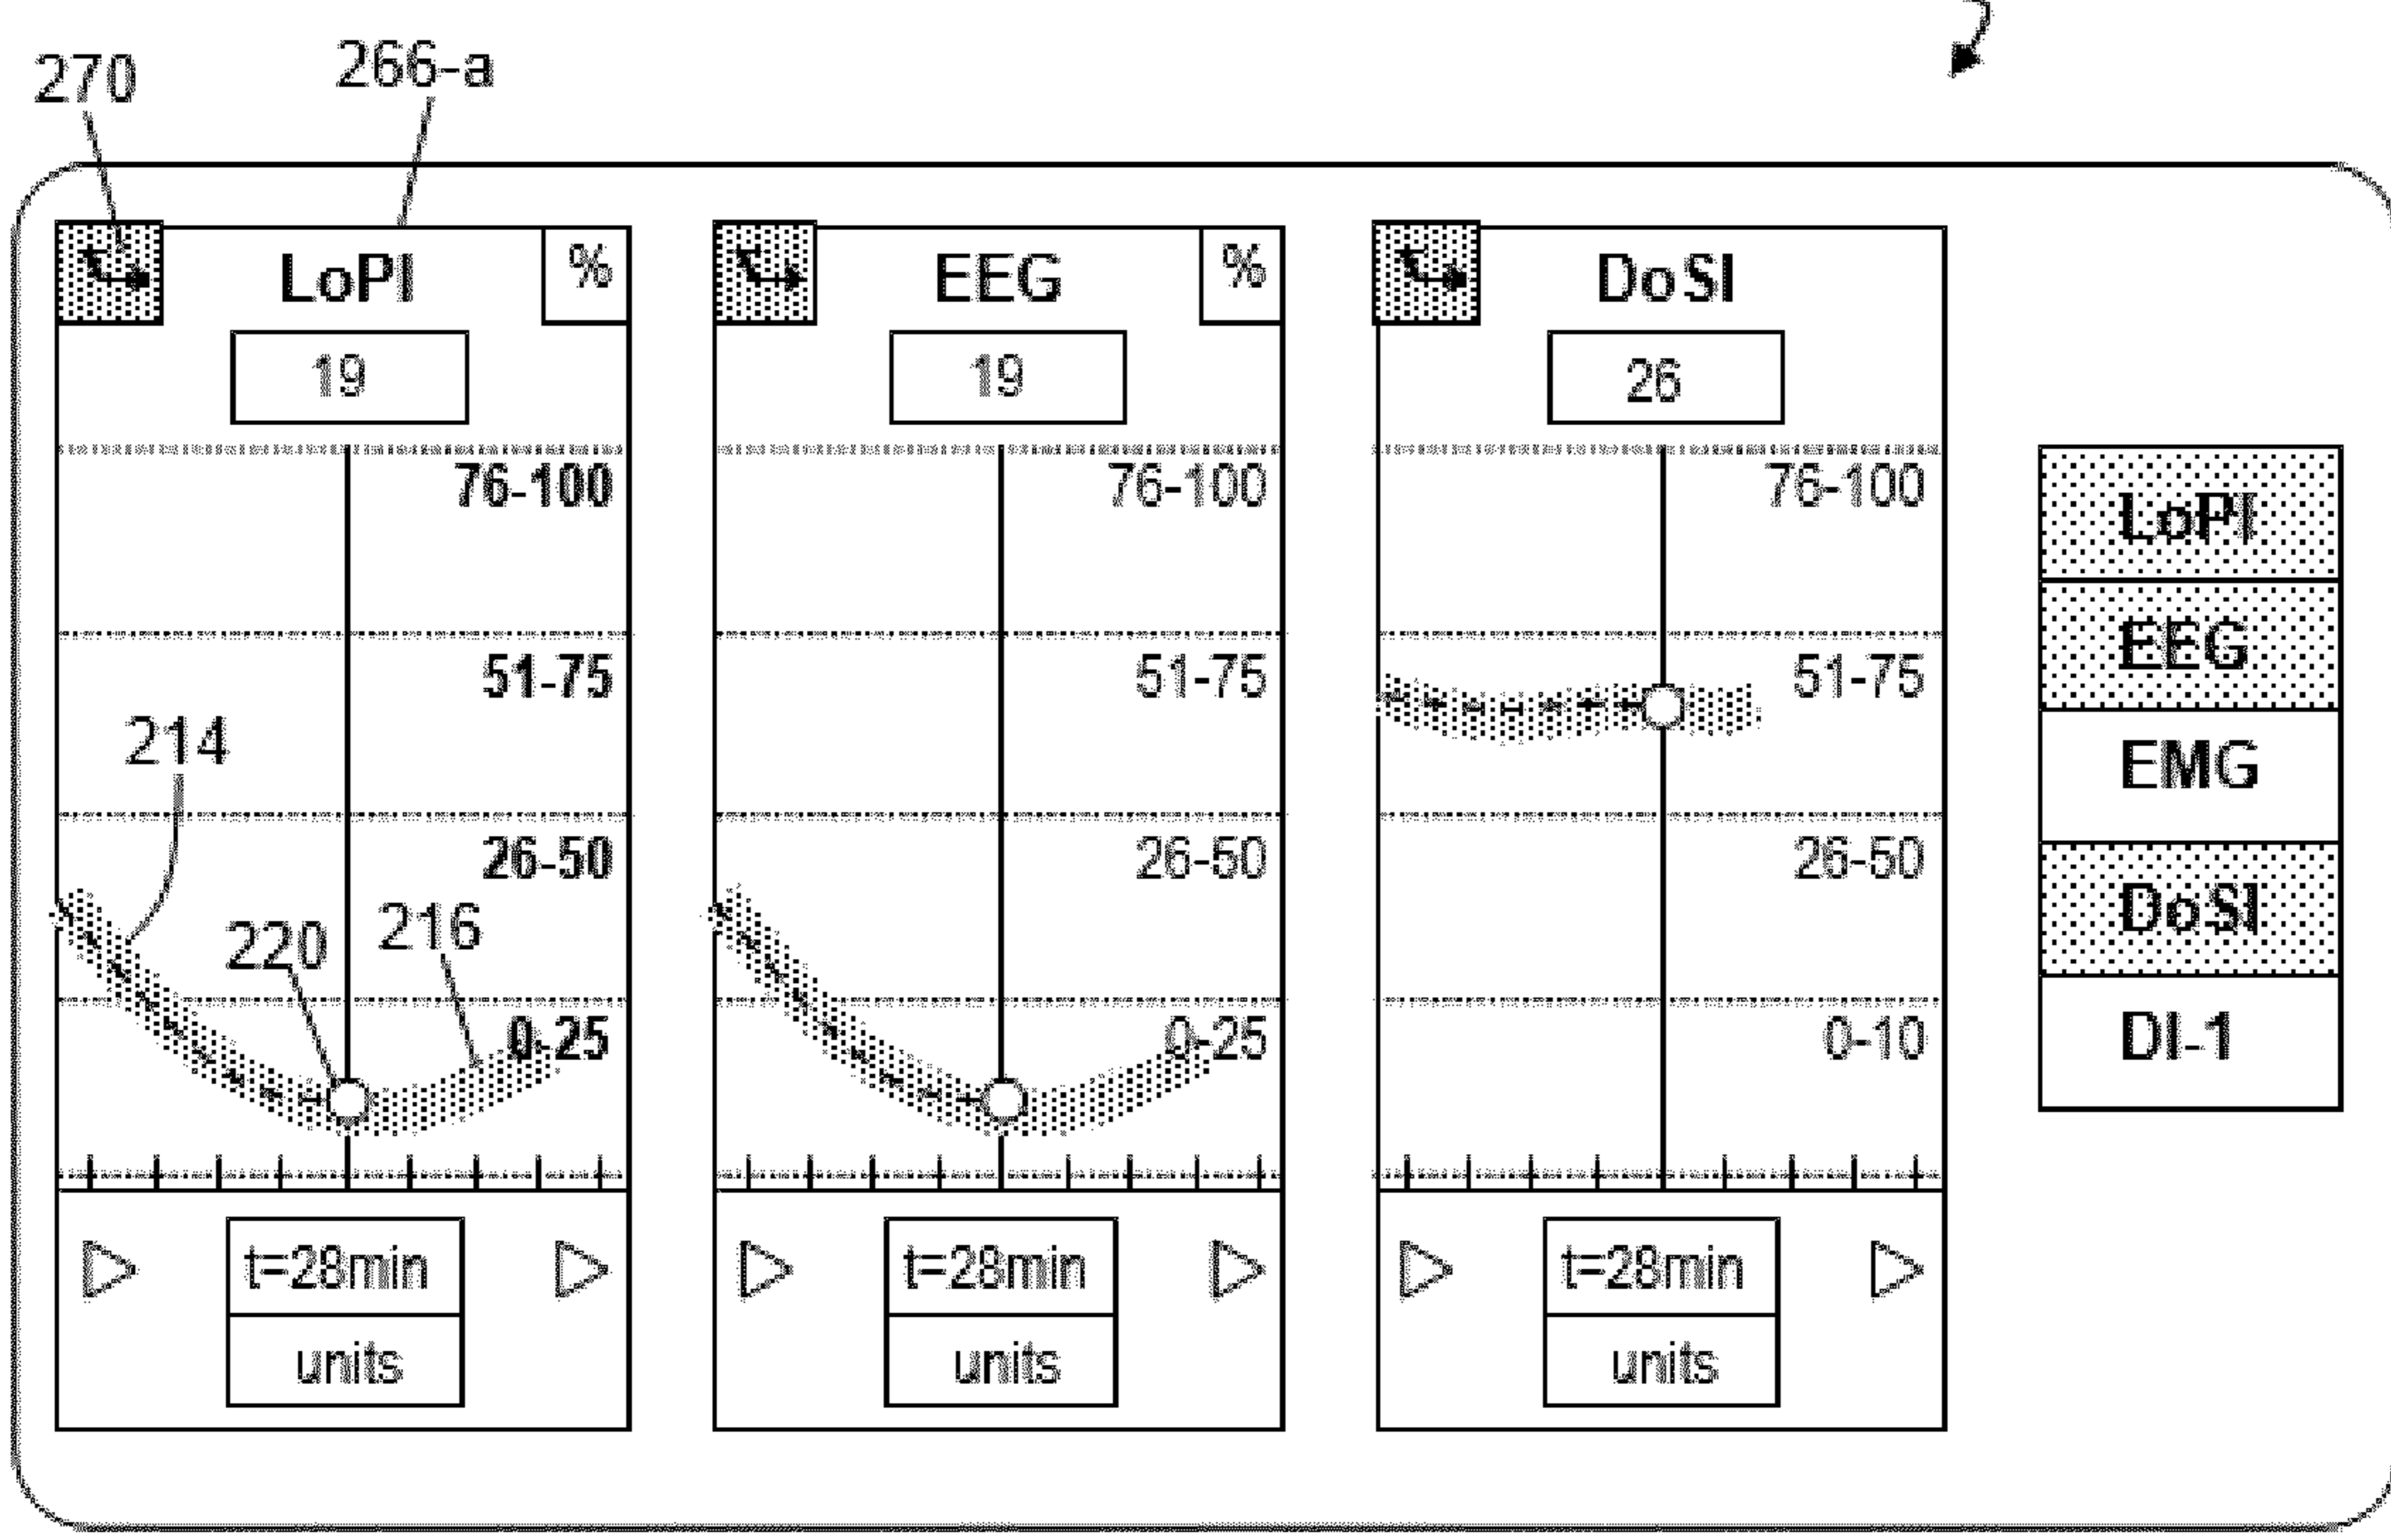 270
266-a
LoPI
%
19
76-100
51-75
26-50
0-25
214
220
216
t=28min
units
EEG
%
19
76-100
51-75
26-50
0-25
t=28min
units
DoSI
26
76-100
51-75
26-50
0-10
t=28min
units
LoPI
EEG
EMG
DoSI
DI-1